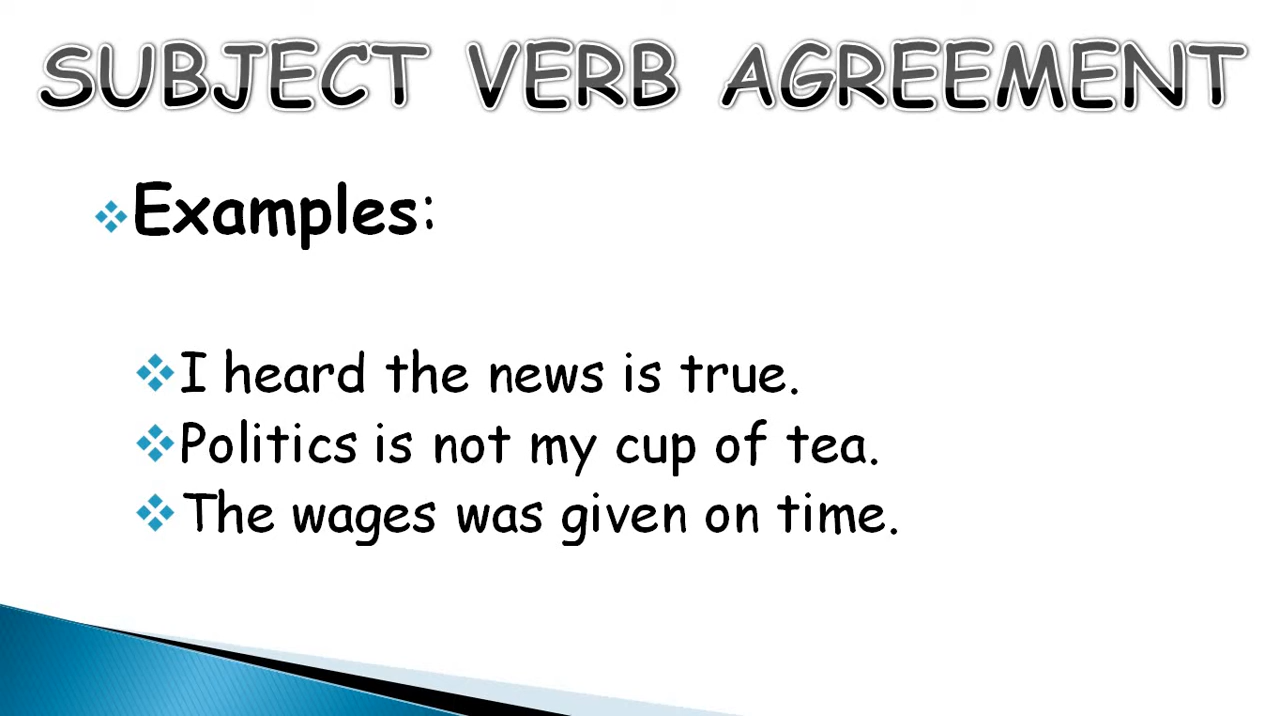 SUBJECT VERB AGREEMENT
Examples:
I heard the news is true.
Politics is not my cup of tea.
The wages was given on time.